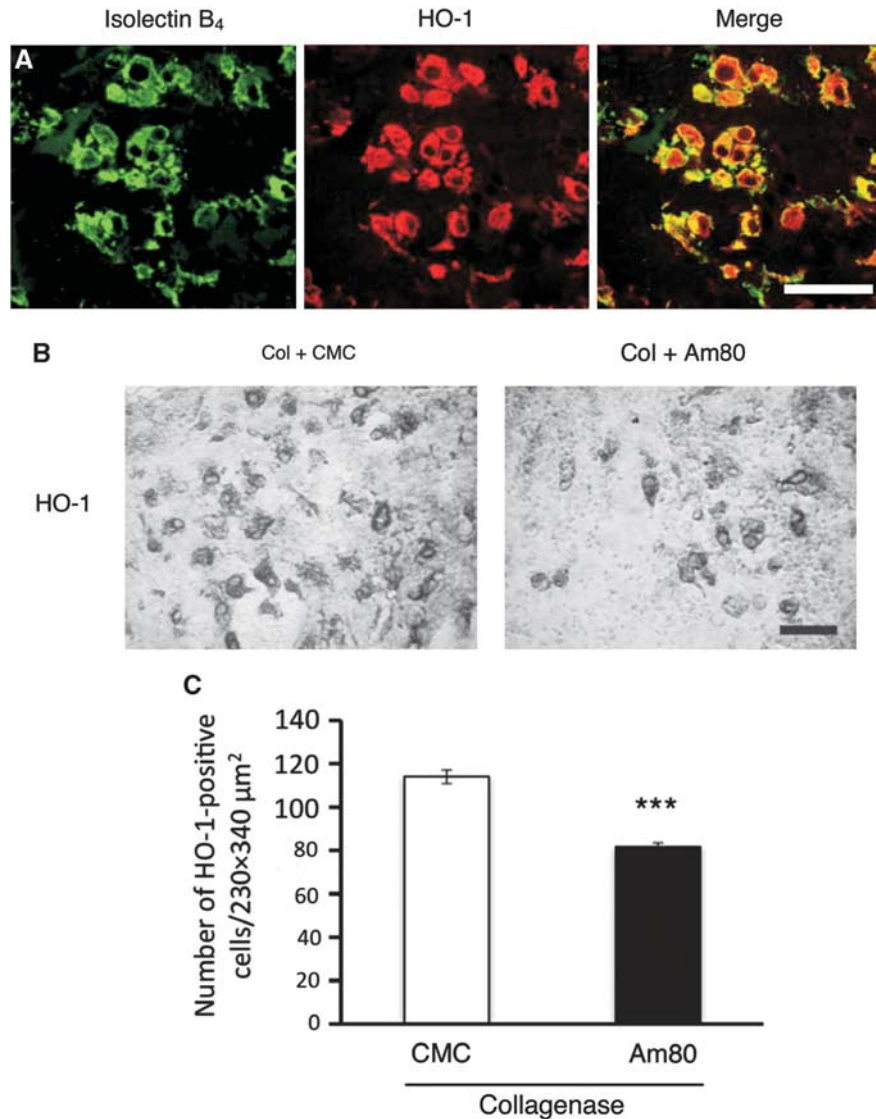 Isolectin B₄ HO-1 Merge
A
B
Col + CMC Col + Am80
HO-1
C
Number of HO-1-positive
cells/230×340 µm²
140
120
100
80
60
40
20
0
***
CMC Am80
Collagenase